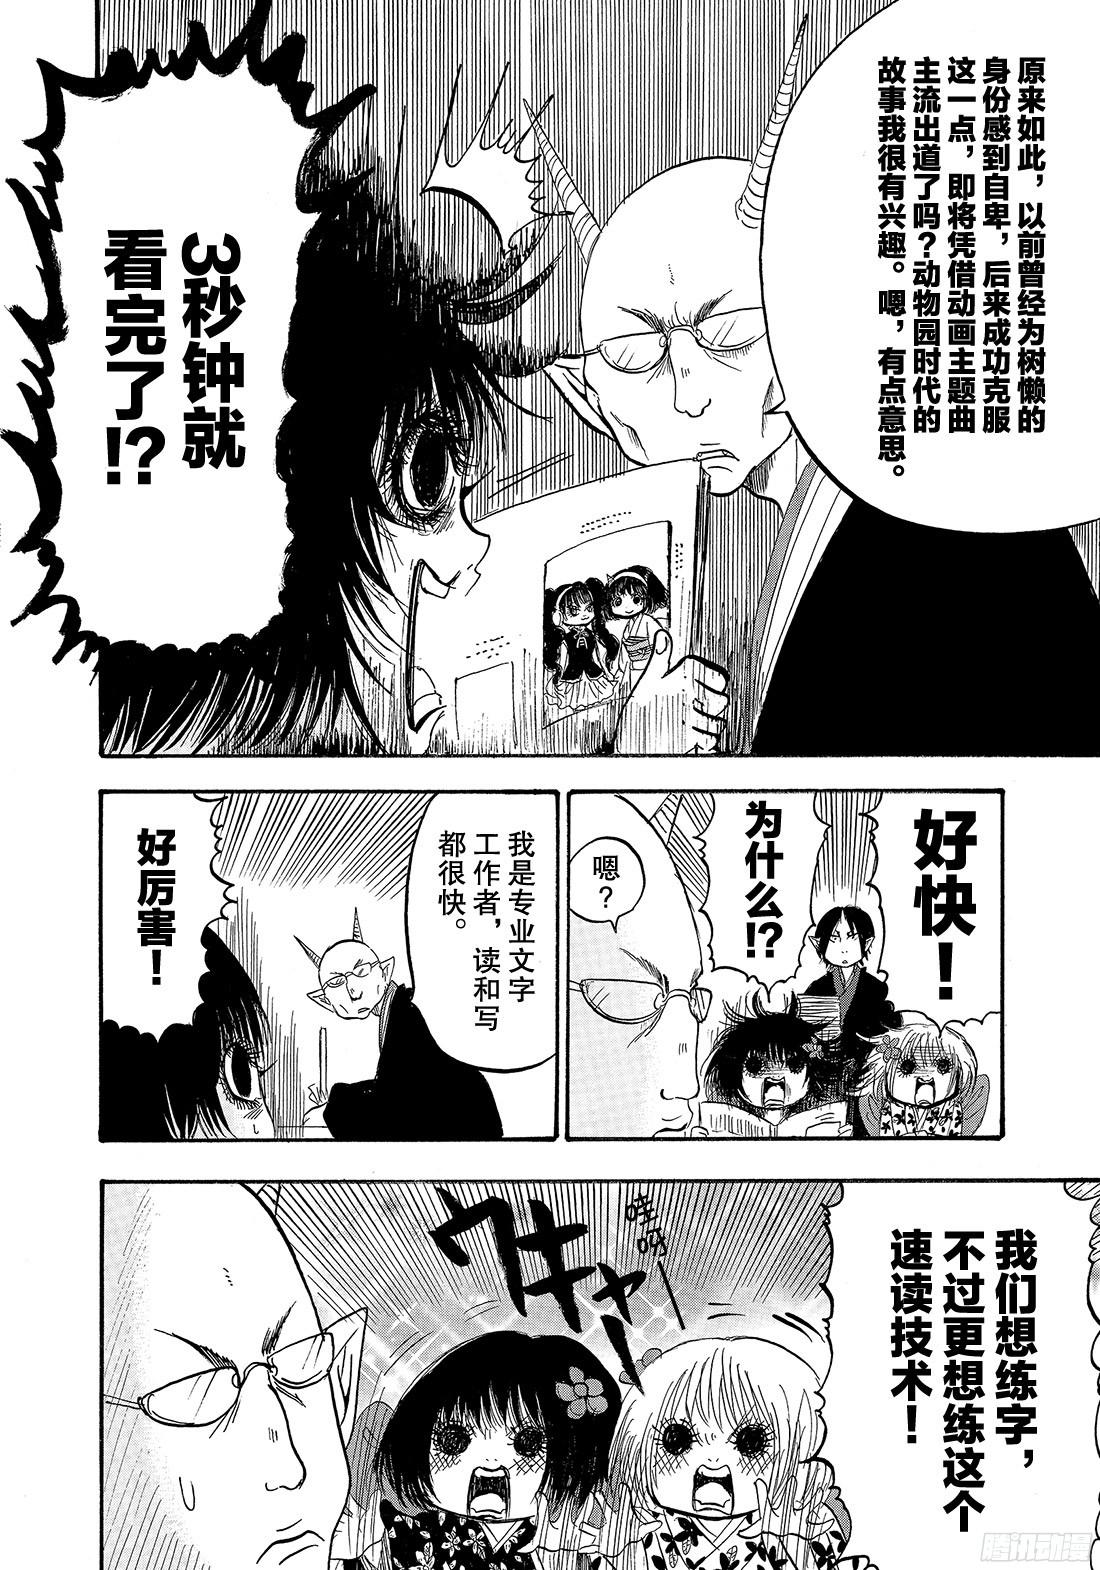 原来如此，以前曾经为树懒的
身份感到自卑，后来成功克服
这一点，即将凭借动画主题曲
主流出道了吗？动物园时代的
故事我很有兴趣。嗯，有点意思。
3秒钟就
看完了!?
好快！
为什么!?
嗯？
我是专业文字
工作者，读和写
都很快。
好厉害！
我们想练字，
不过更想练这个
速读技术！
哇呀
ウキャー！
腾讯动漫